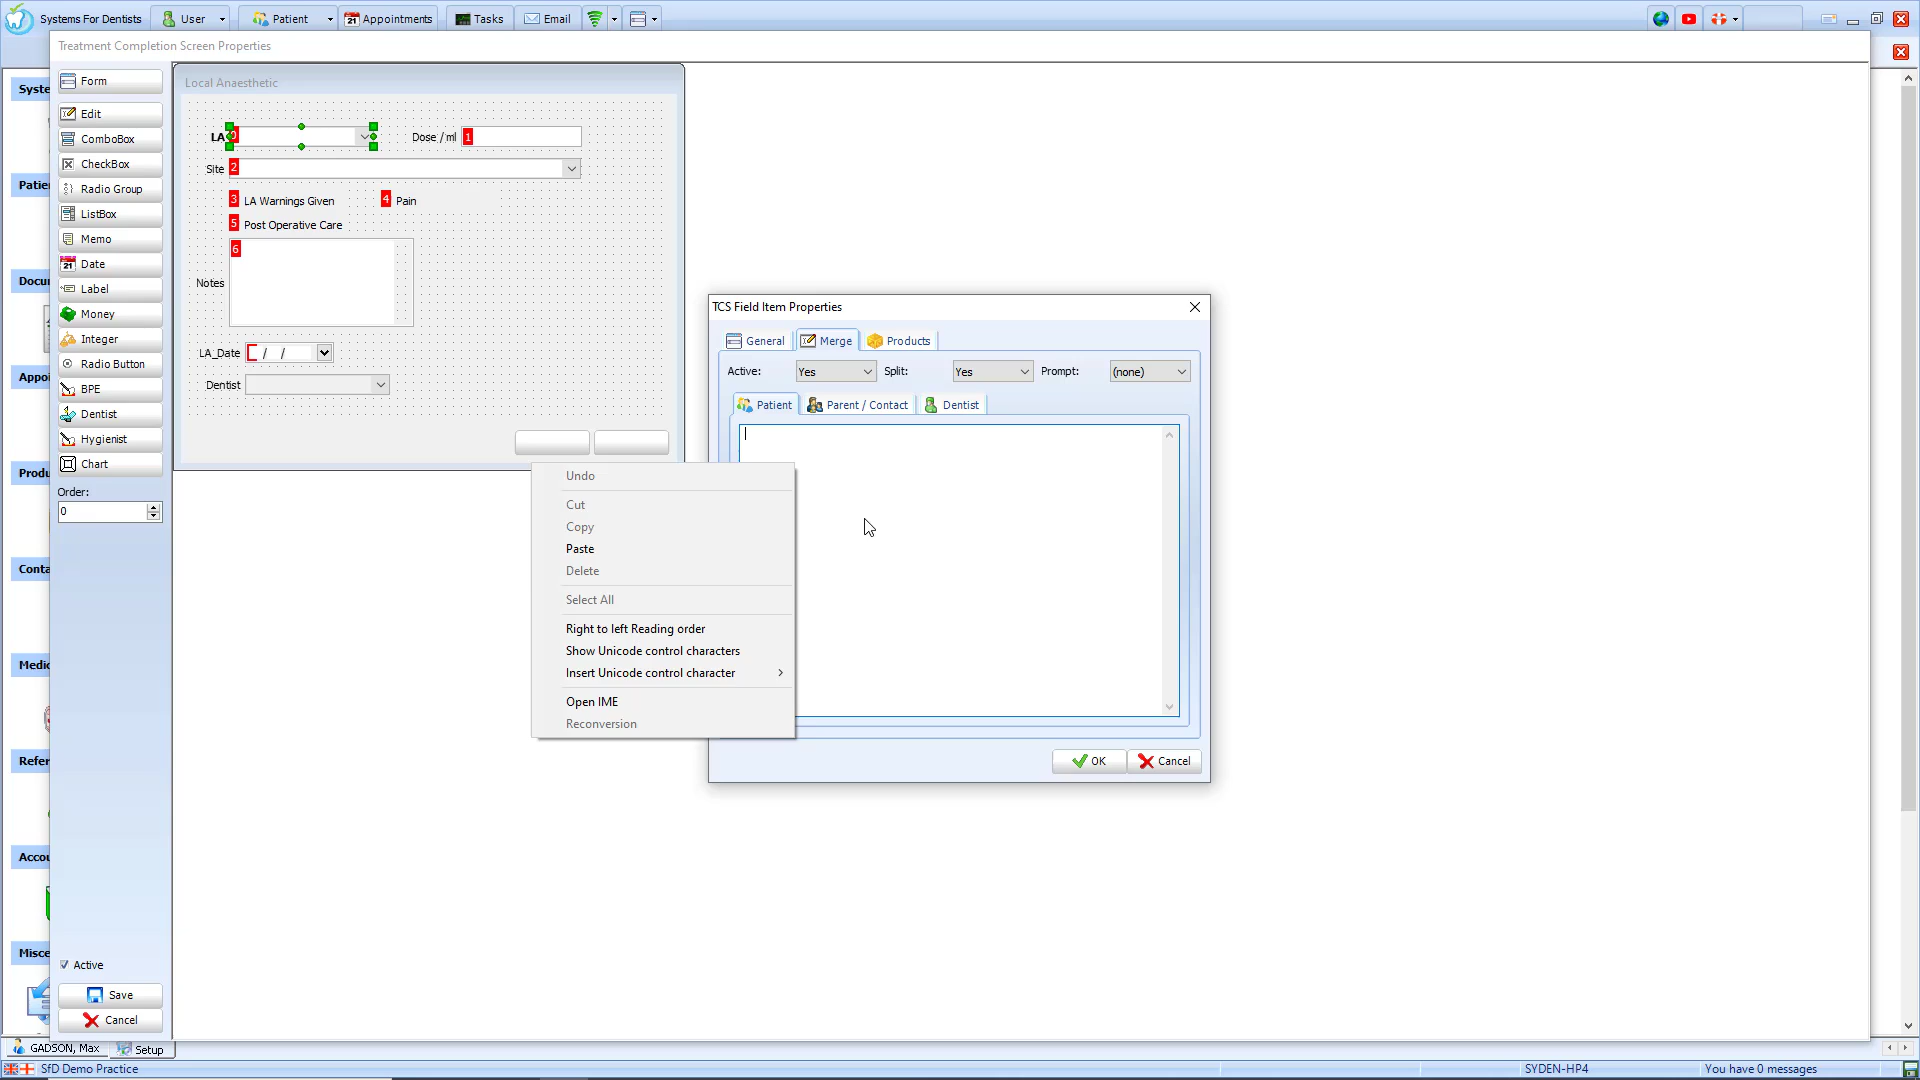 Systems For Dentists
User
Patient
21 Appointments
Tasks
Email
Treatment Completion Screen Properties
Syste
Patie
Docu
Appoi
Produ
Conta
Medic
Refer
Accou
Misce
Form
Edit
ComboBox
CheckBox
Radio Group
ListBox
Memo
21 Date
Label
Money
Integer
Radio Button
BPE
Dentist
Hygienist
Chart
Order:
0
Active
Save
Cancel
Local Anaesthetic
LA
Dose / ml 1
Site 2
3 LA Warnings Given 4 Pain
5 Post Operative Care
6
Notes
LA_Date / /
Dentist
Undo
Cut
Copy
Paste
Delete
Select All
Right to left Reading order
Show Unicode control characters
Insert Unicode control character
Open IME
Reconversion
TCS Field Item Properties
General Merge Products
Active: Yes Split: Yes Prompt: (none)
Patient Parent / Contact Dentist
OK Cancel
GADSON, Max Setup
SfD Demo Practice SYDEN-HP4 You have 0 messages